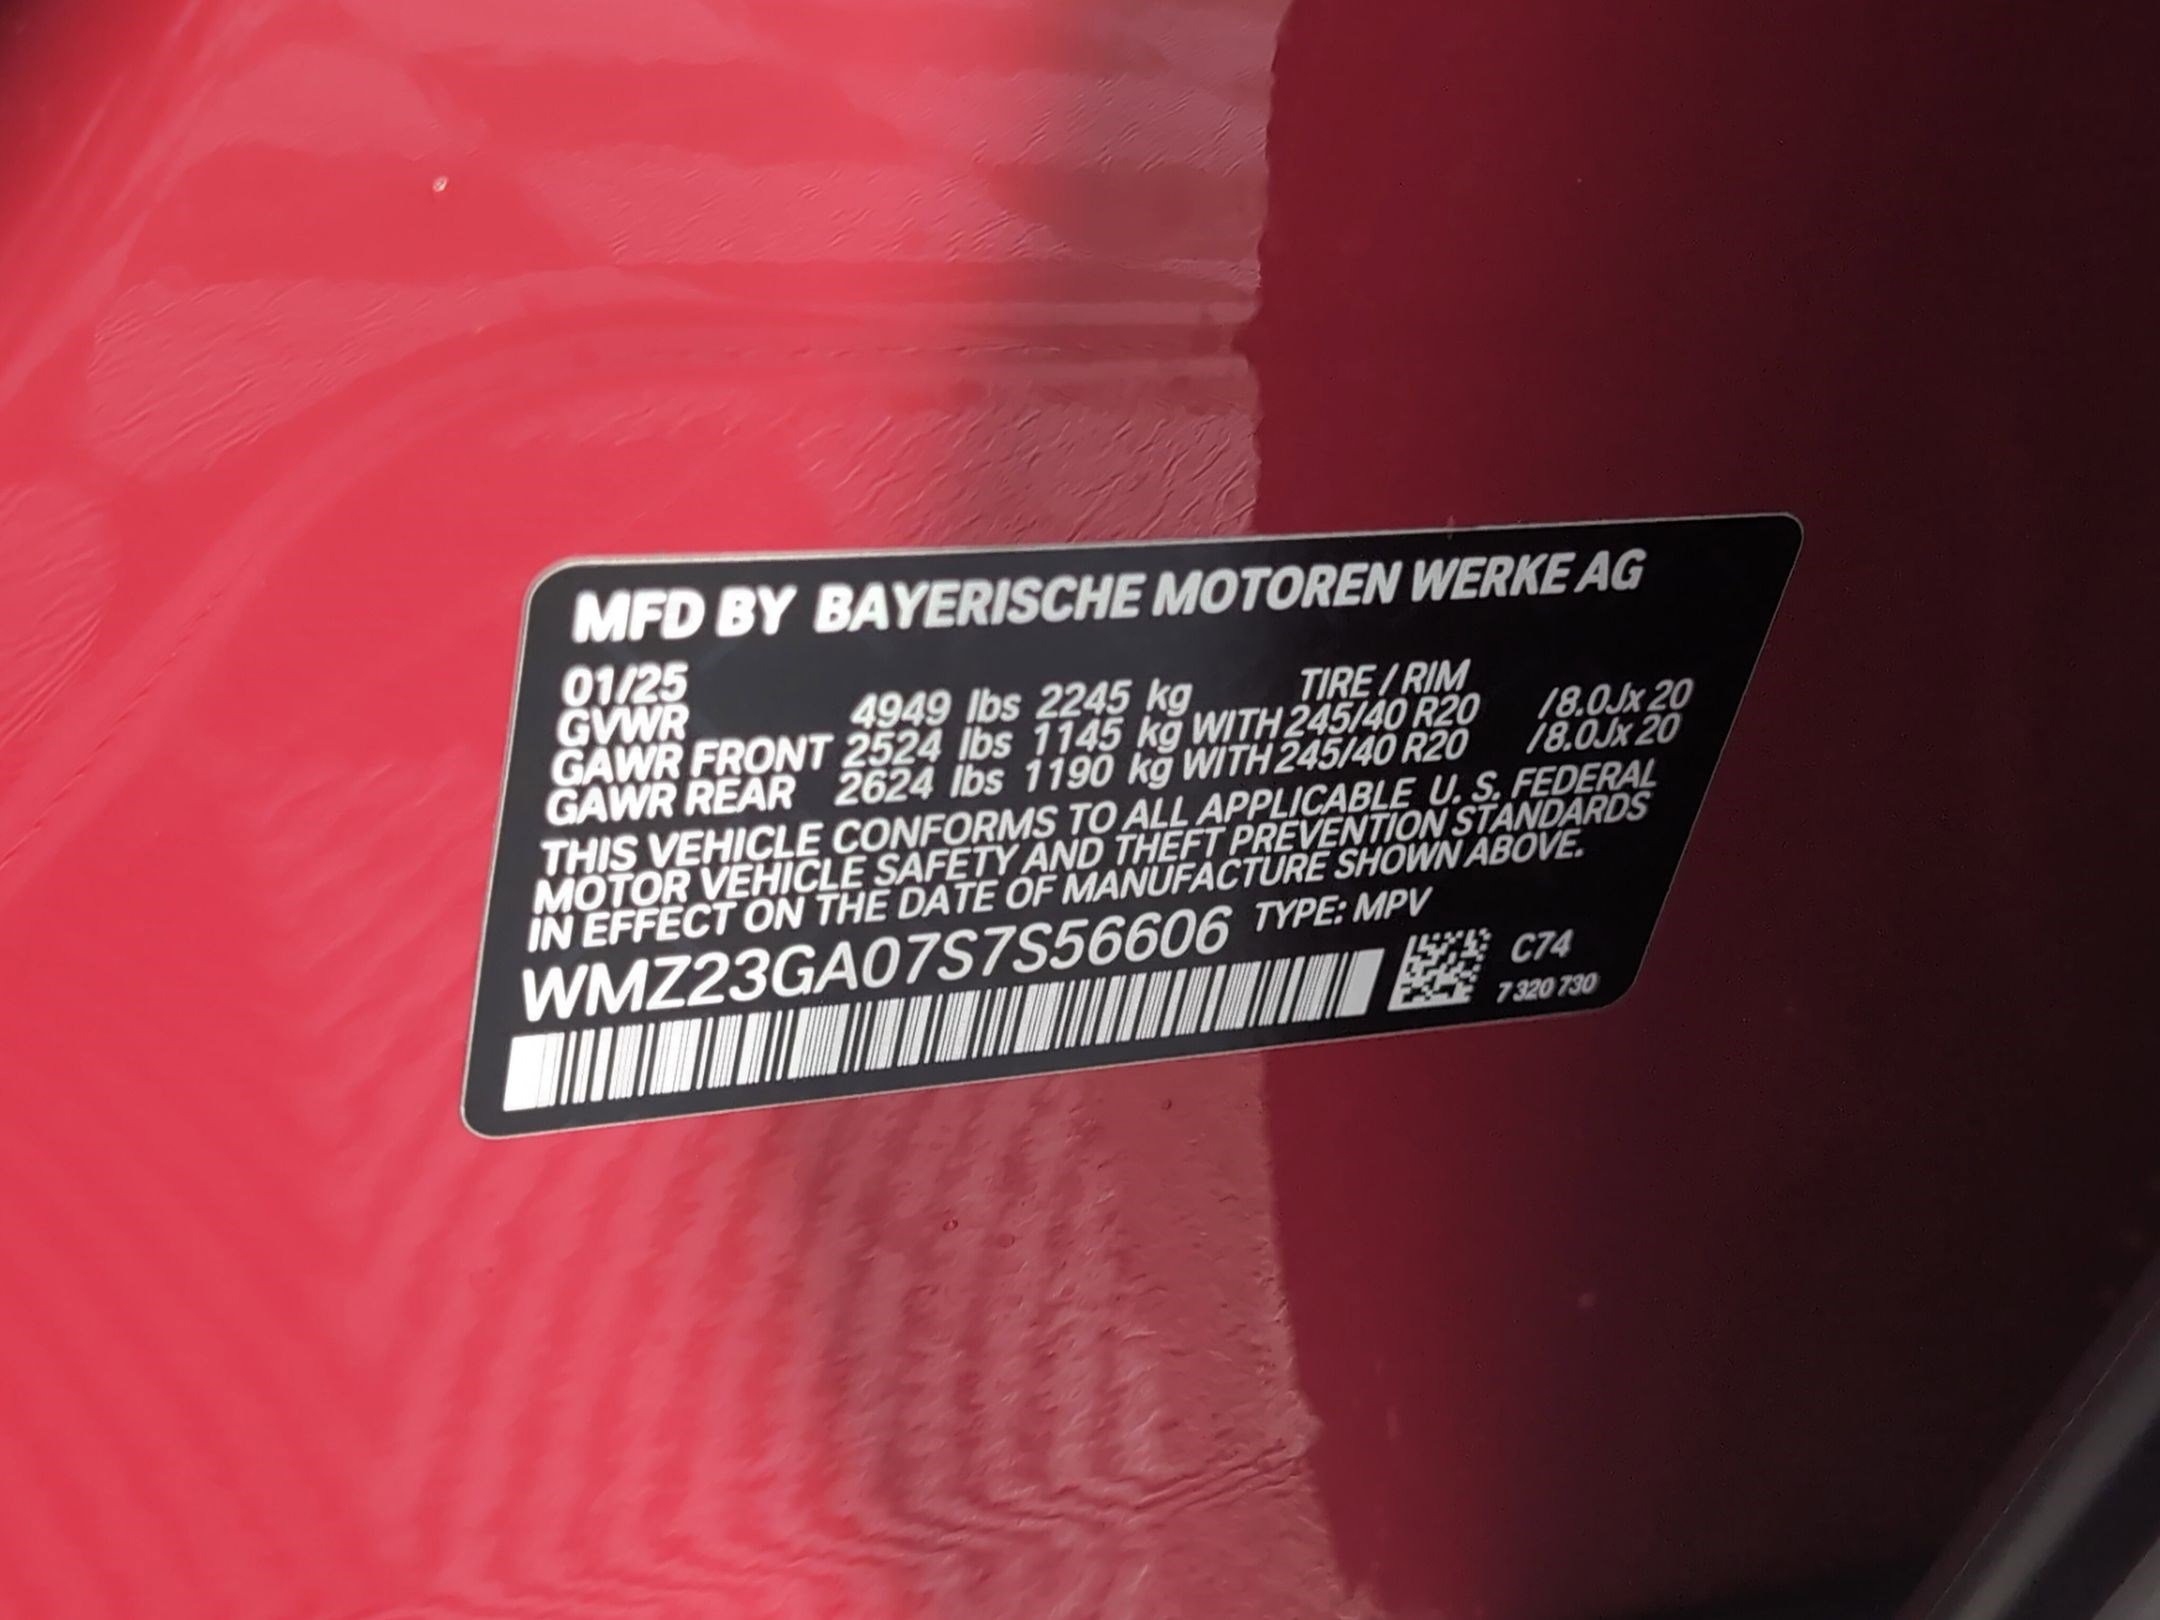 MFD BY BAYERISCHE MOTOREN WERKE AG
01/25 TIRE / RIM
GVWR 4949 lbs 2245 kg
GAWR FRONT 2524 lbs 1145 kg WITH 245/40 R20 /8.0Jx 20
GAWR REAR 2624 lbs 1190 kg WITH 245/40 R20 /8.0Jx 20
THIS VEHICLE CONFORMS TO ALL APPLICABLE U. S. FEDERAL
MOTOR VEHICLE SAFETY AND THEFT PREVENTION STANDARDS
IN EFFECT ON THE DATE OF MANUFACTURE SHOWN ABOVE.
WMZ23GA07S7S56606 TYPE: MPV
C74
7 320 730